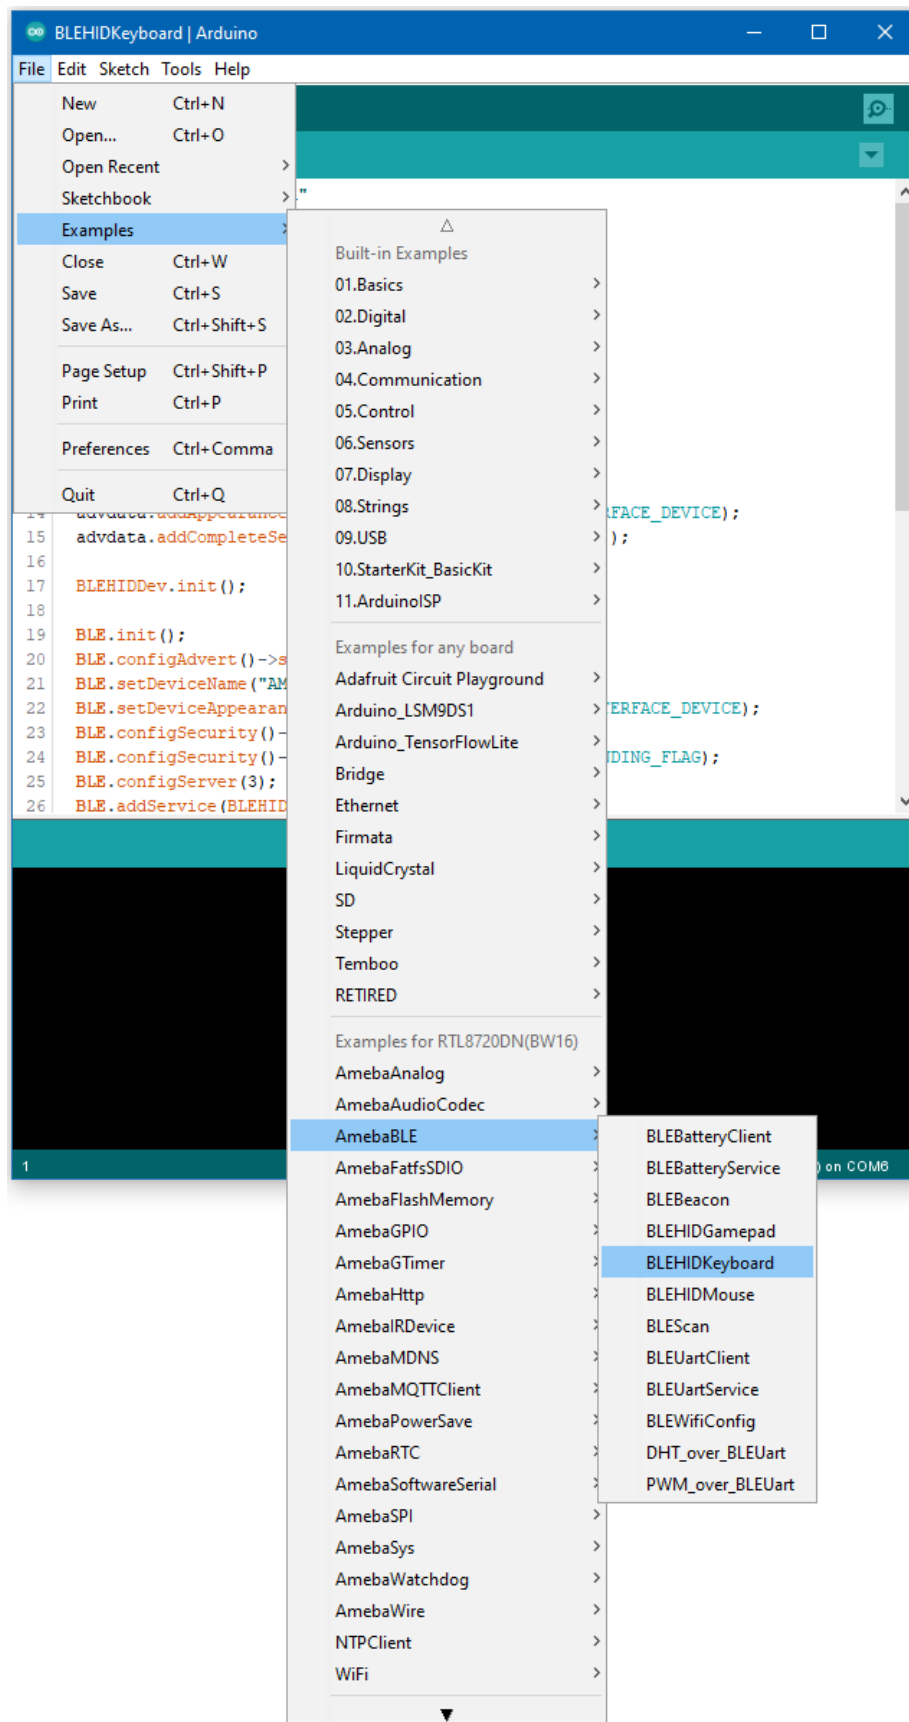 BLEHIDKeyboard | Arduino
File Edit Sketch Tools Help
New Ctrl+N
Open... Ctrl+O
Open Recent
Sketchbook
"
Examples
Close Ctrl+W
Save Ctrl+S
Save As... Ctrl+Shift+S
Page Setup Ctrl+Shift+P
Print Ctrl+P
Preferences Ctrl+Comma
Quit Ctrl+Q
Built-in Examples
01.Basics
02.Digital
03.Analog
04.Communication
05.Control
06.Sensors
07.Display
08.Strings
09.USB
10.StarterKit_BasicKit
11.ArduinoISP
Examples for any board
Adafruit Circuit Playground
Arduino_LSM9DS1
Arduino_TensorFlowLite
Bridge
Ethernet
Firmata
LiquidCrystal
SD
Stepper
Temboo
RETIRED
Examples for RTL8720DN(BW16)
AmebaAnalog
AmebaAudioCodec
AmebaBLE
AmebaFatfsSDIO
AmebaFlashMemory
AmebaGPIO
AmebaGTimer
AmebaHttp
AmebaIRDevice
AmebaMDNS
AmebaMQTTClient
AmebaPowerSave
AmebaRTC
AmebaSoftwareSerial
AmebaSPI
AmebaSys
AmebaWatchdog
AmebaWire
NTPClient
WiFi
BLEBatteryClient
BLEBatteryService
BLEBeacon
BLEHIDGamepad
BLEHIDKeyboard
BLEHIDMouse
BLEScan
BLEUartClient
BLEUartService
BLEWifiConfig
DHT_over_BLEUart
PWM_over_BLEUart
14 advdata.addAppearance RFACE_DEVICE);
15 advdata.addCompleteSe );
16
17 BLEHIDDev.init();
18
19 BLE.init();
20 BLE.configAdvert()->s
21 BLE.setDeviceName("AM
22 BLE.setDeviceAppearan TERFACE_DEVICE);
23 BLE.configSecurity()-
24 BLE.configSecurity()- NDING_FLAG);
25 BLE.configServer(3);
26 BLE.addService(BLEHID
1 ) on COM6